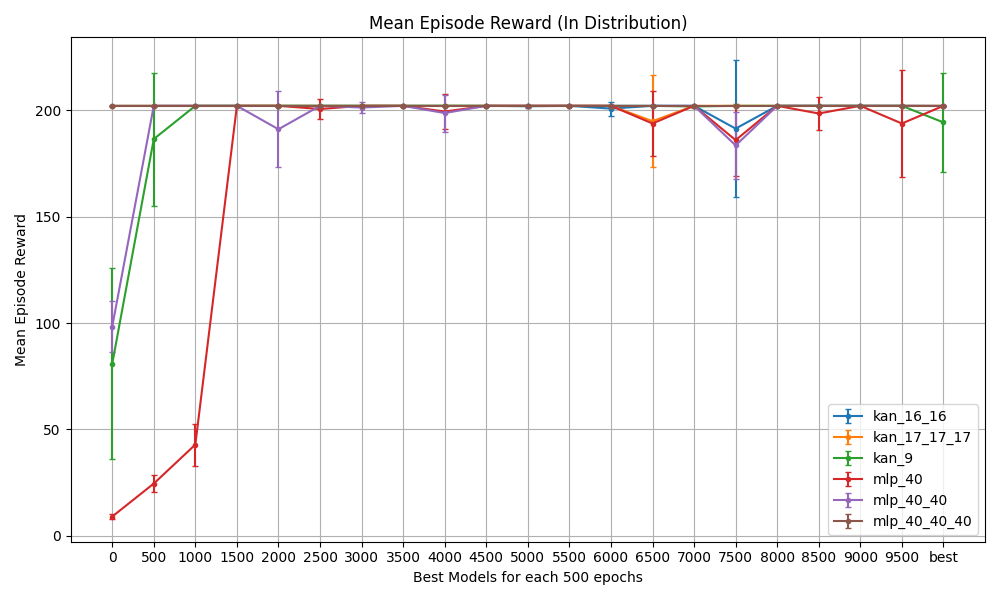 Mean Episode Reward (In Distribution)
Mean Episode Reward
200
150
100
50
0
kan_16_16
kan_17_17_17
kan_9
mlp_40
mlp_40_40
mlp_40_40_40
0 500 1000 1500 2000 2500 3000 3500 4000 4500 5000 5500 6000 6500 7000 7500 8000 8500 9000 9500 best
Best Models for each 500 epochs